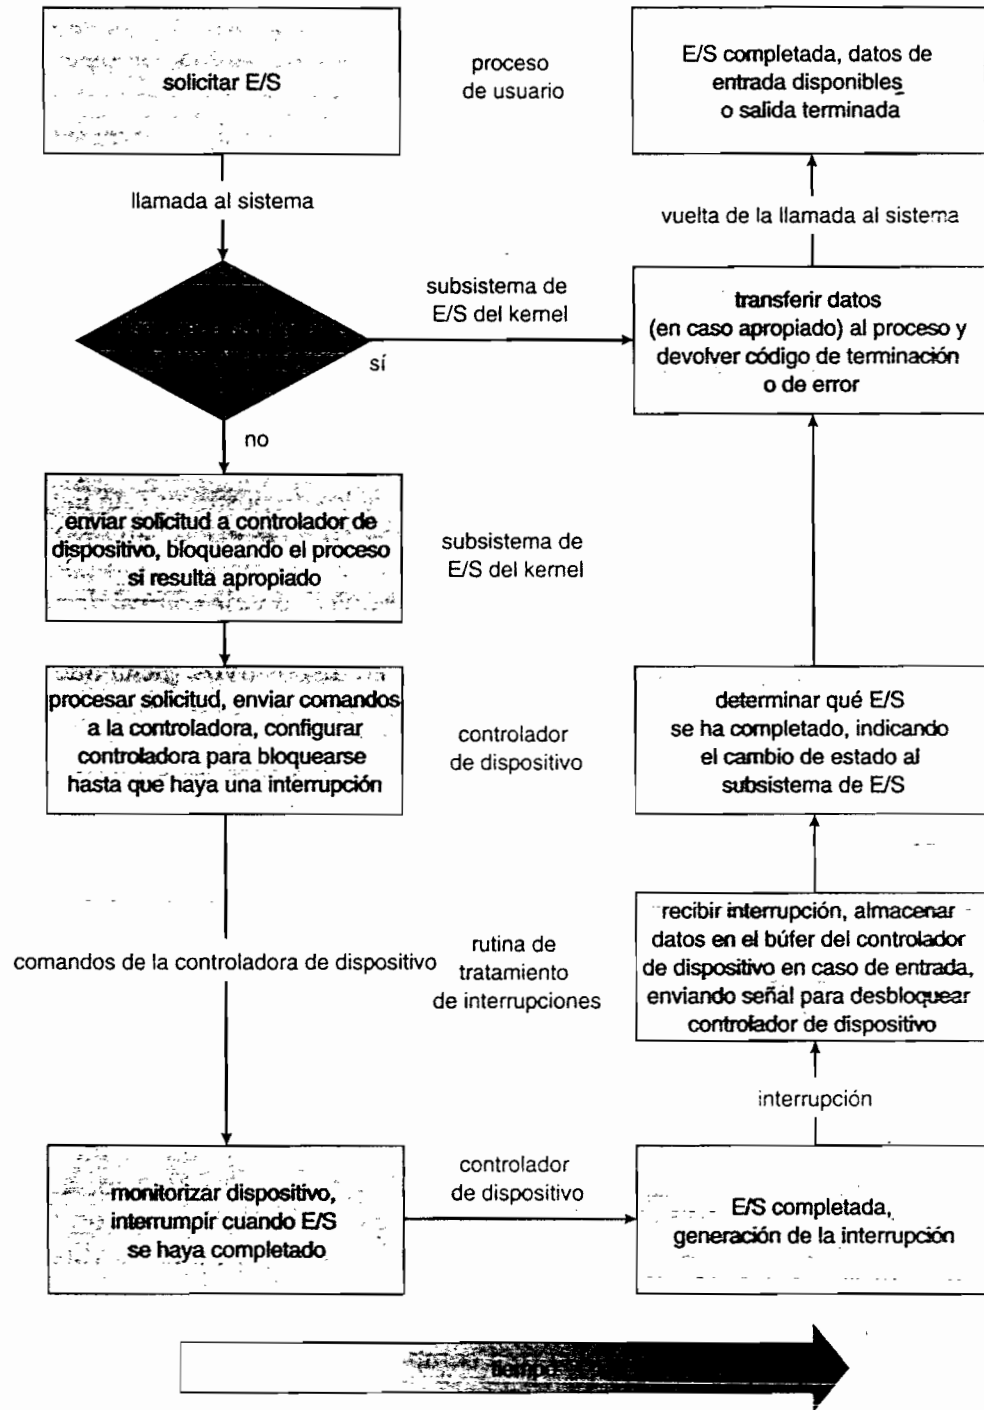 solicitar E/S
proceso
de usuario
E/S completada, datos de
entrada disponibles
o salida terminada
llamada al sistema
vuelta de la llamada al sistema
subsistema de
E/S del kernel
sí
transferir datos
(en caso apropiado) al proceso y
devolver código de terminación
o de error
no
enviar solicitud a controlador de
dispositivo, bloqueando el proceso
si resulta apropiado
subsistema de
E/S del kernel
procesar solicitud, enviar comandos
a la controladora, configurar
controladora para bloquearse
hasta que haya una interrupción
controlador
de dispositivo
determinar qué E/S
se ha completado, indicando
el cambio de estado al
subsistema de E/S
comandos de la controladora de dispositivo
rutina de
tratamiento
de interrupciones
recibir interrupción, almacenar
datos en el búfer del controlador
de dispositivo en caso de entrada,
enviando señal para desbloquear
controlador de dispositivo
interrupción
monitorizar dispositivo,
interrumpir cuando E/S
se haya completado
controlador
de dispositivo
E/S completada,
generación de la interrupción
tiempo